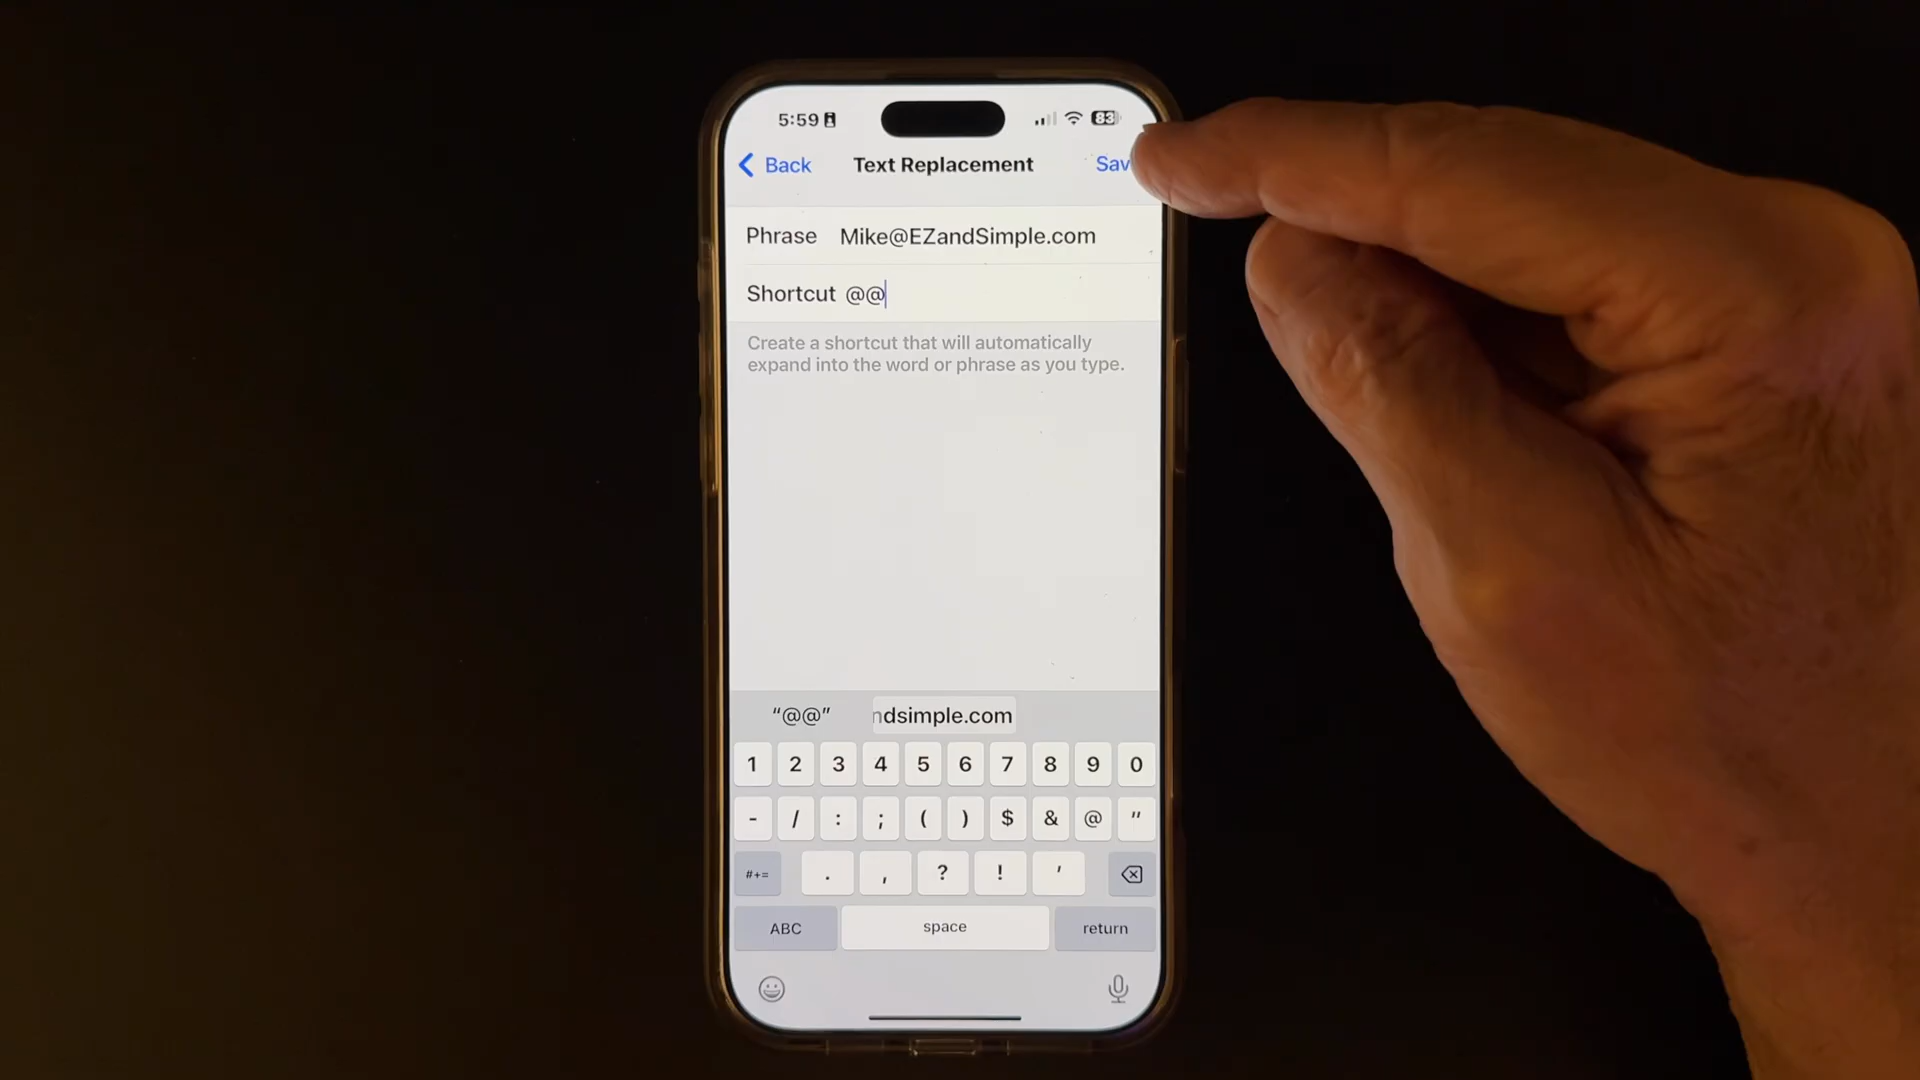 5:59 83
Back Text Replacement Sav
Phrase Mike@EZandSimple.com
Shortcut @@
Create a shortcut that will automatically
expand into the word or phrase as you type.
“@@” ndsimple.com
1 2 3 4 5 6 7 8 9 0
- / : ; ( ) $ & @ "
#+= . , ? ! '
ABC space return